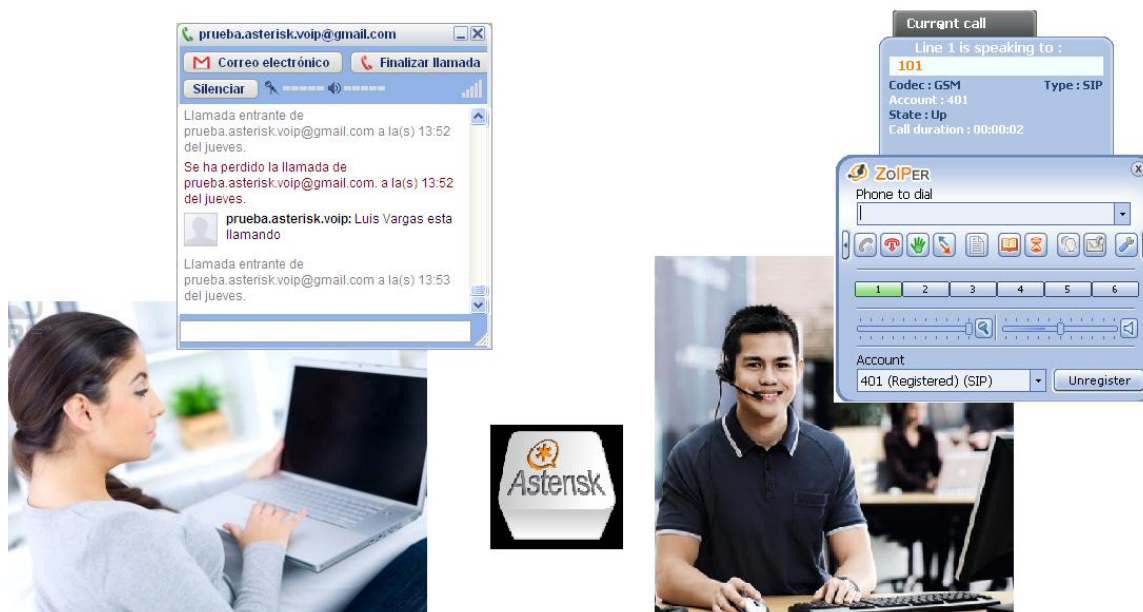 prueba.asterisk.voip@gmail.com
Correo electrónico
Finalizar llamada
Silenciar
Llamada entrante de
prueba.asterisk.voip@gmail.com a la(s) 13:52
del jueves.
Se ha perdido la llamada de
prueba.asterisk.voip@gmail.com. a la(s) 13:52
del jueves.
prueba.asterisk.voip: Luis Vargas esta
llamando
Llamada entrante de
prueba.asterisk.voip@gmail.com a la(s) 13:53
del jueves.
Asterisk
Current call
Line 1 is speaking to :
101
Codec : GSM Type : SIP
Account : 401
State : Up
Call duration : 00:00:02
ZOIPER
Phone to dial
1 2 3 4 5 6
Account
401 (Registered) (SIP) Unregister